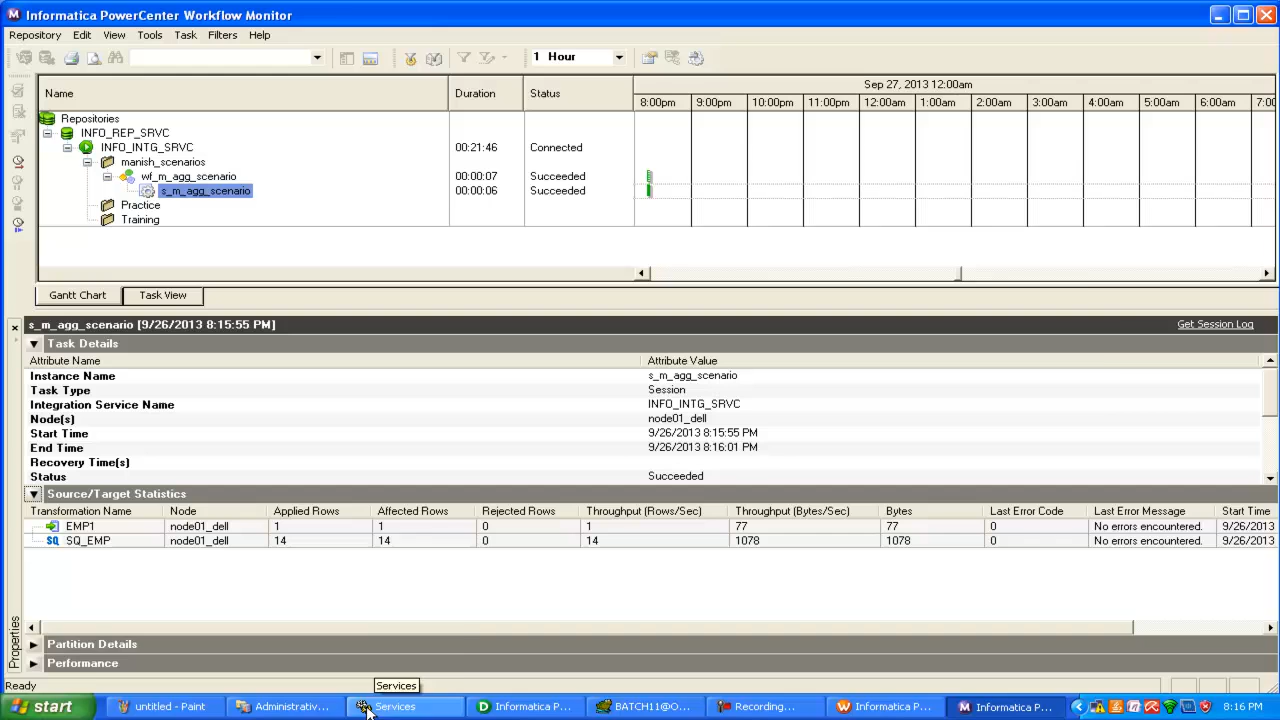 Informatica PowerCenter Workflow Monitor
Repository Edit View Tools Task Filters Help
1 Hour
Name Duration Status Sep 27, 2013 12:00am
8:00pm 9:00pm 10:00pm 11:00pm 12:00am 1:00am 2:00am 3:00am 4:00am 5:00am 6:00am 7:00
Repositories
INFO_REP_SRVC
INFO_INTG_SRVC 00:21:46 Connected
manish_scenarios
wf_m_agg_scenario 00:00:07 Succeeded
s_m_agg_scenario 00:00:06 Succeeded
Practice
Training
Gantt Chart Task View
s_m_agg_scenario [9/26/2013 8:15:55 PM] Get Session Log
Task Details
Attribute Name Attribute Value
Instance Name s_m_agg_scenario
Task Type Session
Integration Service Name INFO_INTG_SRVC
Node(s) node01_dell
Start Time 9/26/2013 8:15:55 PM
End Time 9/26/2013 8:16:01 PM
Recovery Time(s)
Status Succeeded
Source/Target Statistics
Transformation Name Node Applied Rows Affected Rows Rejected Rows Throughput (Rows/Sec) Throughput (Bytes/Sec) Bytes Last Error Code Last Error Message Start Time
EMP1 node01_dell 1 1 0 1 77 77 0 No errors encountered. 9/26/2013
SQ SQ_EMP node01_dell 14 14 0 14 1078 1078 0 No errors encountered. 9/26/2013
Partition Details
Performance
Properties
Ready
Services
start untitled - Paint Administrativ... Services Informatica P... BATCH11@O... Recording... Informatica P... Informatica P... 8:16 PM